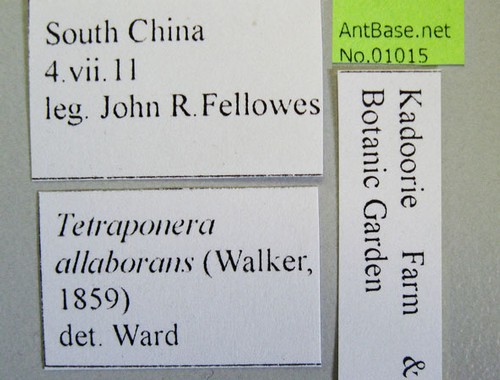 South China
4.vii.11
leg. John R.Fellowes
AntBase.net
No.01015
Tetraponera
allaborans (Walker,
1859)
det. Ward
Kadoorie Farm &
Botanic Garden